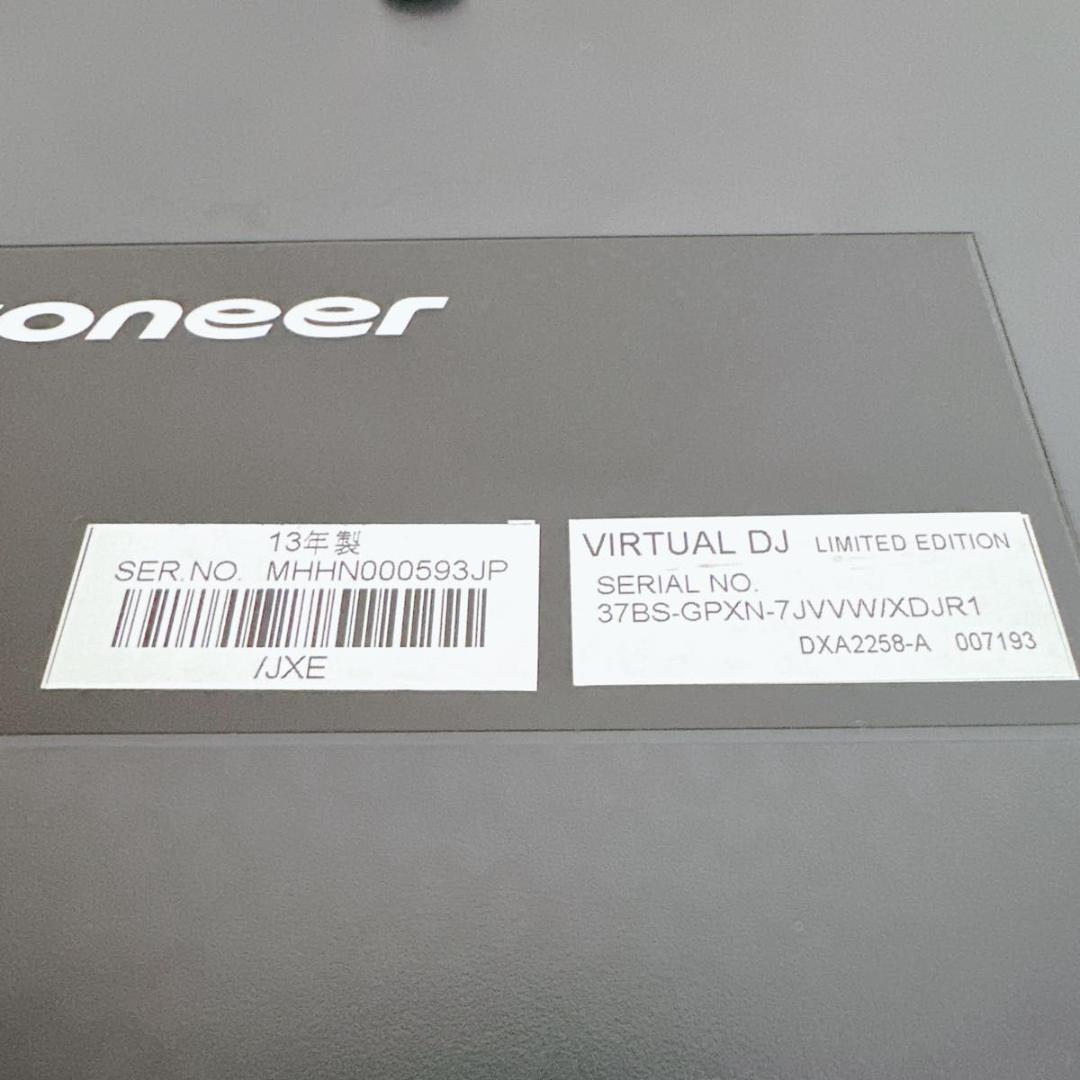 oneer
13年製
SER.NO. MHHN000593JP
/JXE
VIRTUAL DJ LIMITED EDITION
SERIAL NO.
37BS-GPXN-7JVVW/XDJR1
DXA2258-A 007193